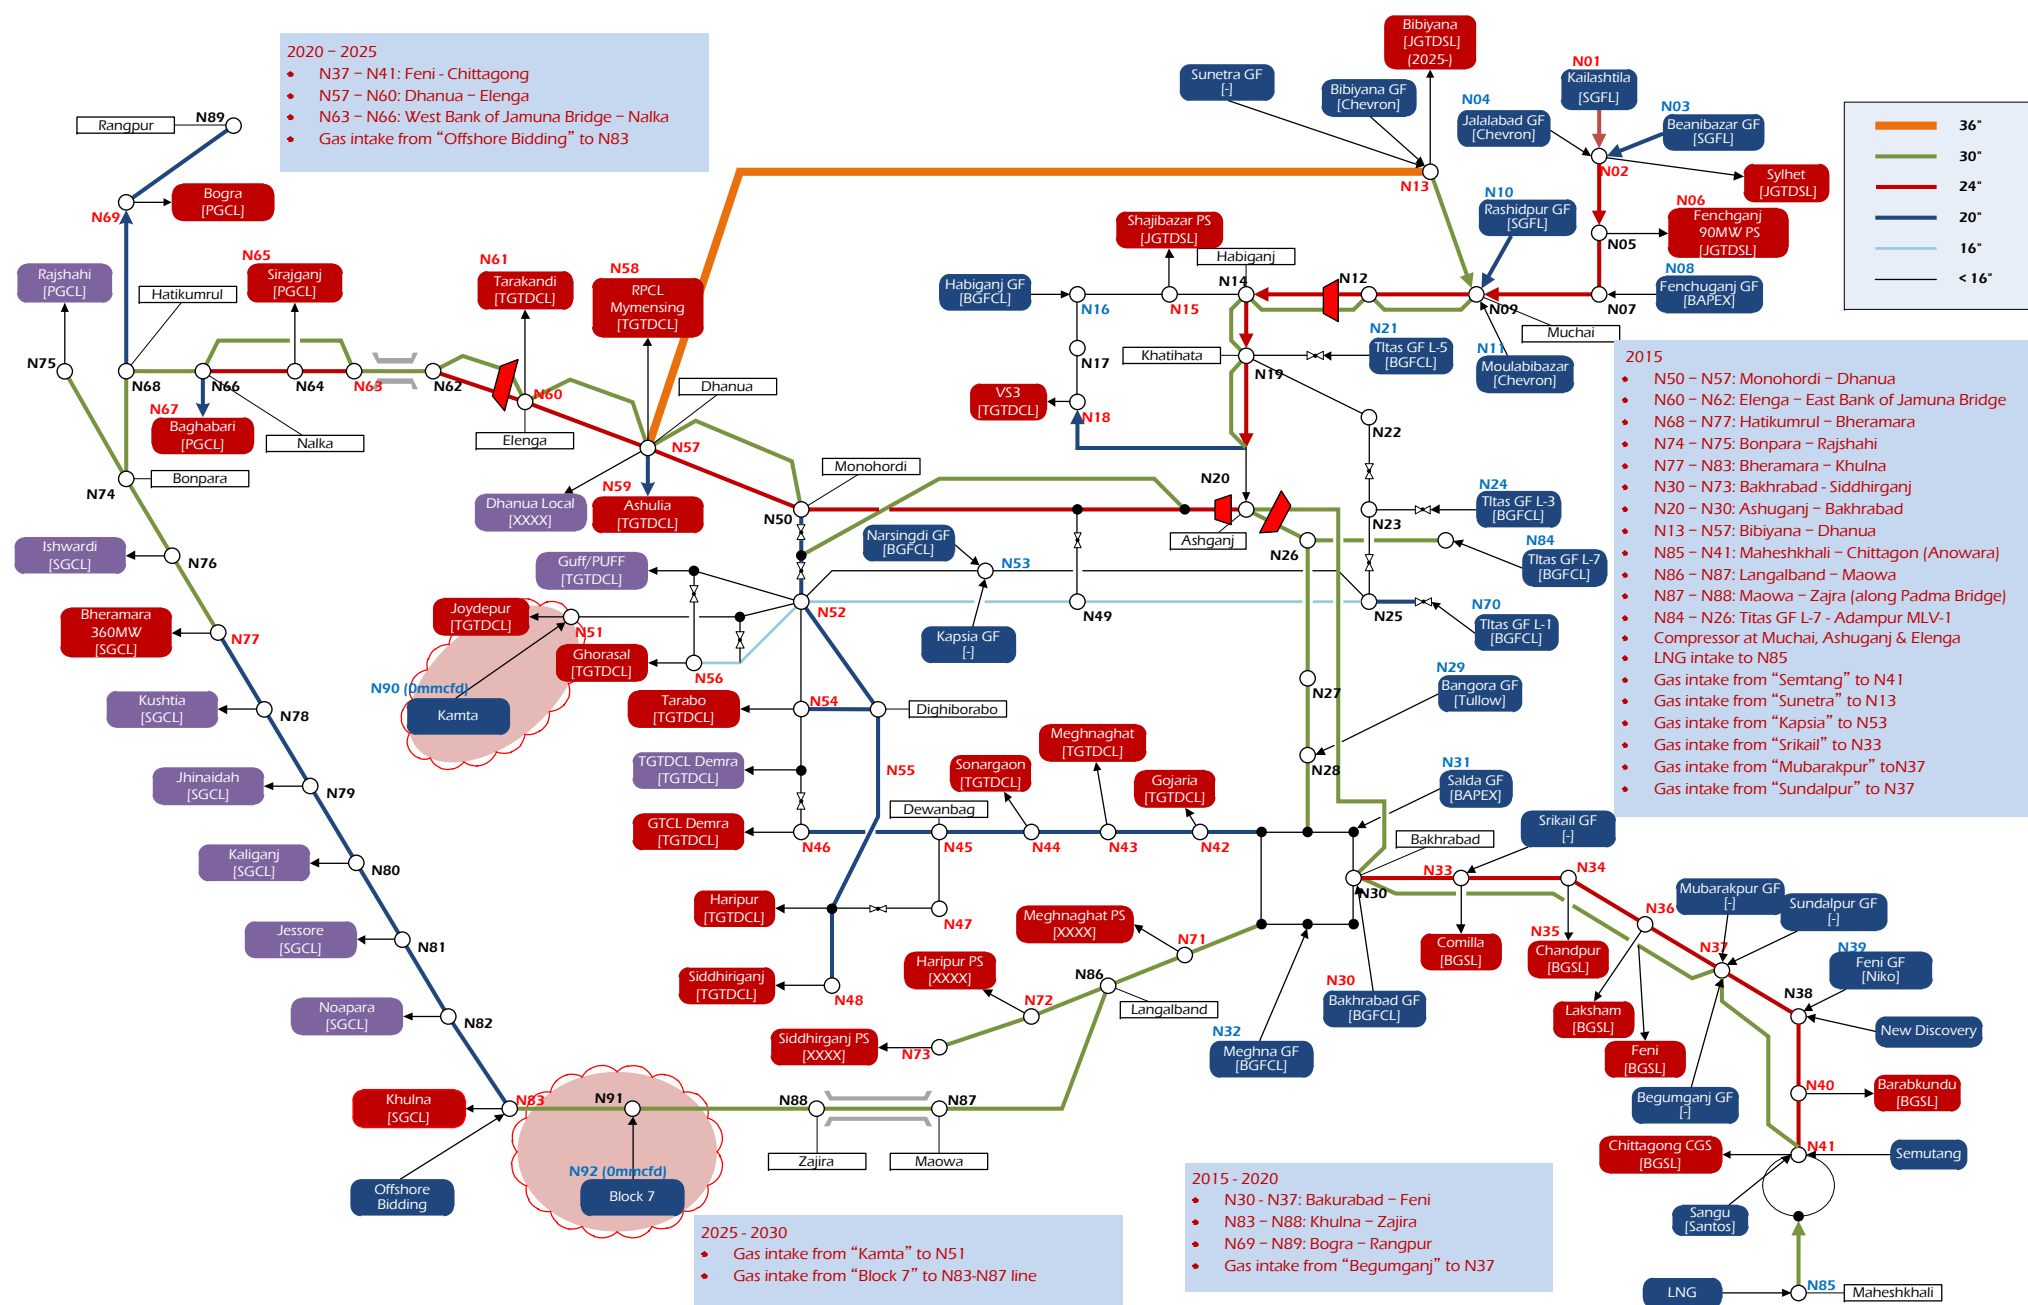 2020 – 2025
N37 – N41: Feni - Chittagong
N57 – N60: Dhanua – Elenga
N63 – N66: West Bank of Jamuna Bridge – Nalka
Gas intake from “Offshore Bidding” to N83
Bibiyana
[JGTDSL]
(2025-)
Sunetra GF
[-]
Bibiyana GF
[Chevron]
N01
Kailashtila
[SGFL]
N04
Jalalabad GF
[Chevron]
N03
Beanibazar GF
[SGFL]
36"
30"
24"
20"
16"
< 16"
Rangpur
N89
N02
Sylhet
[JGTDSL]
N13
Bogra
[PGCL]
N69
N10
Rashidpur GF
[SGFL]
N06
Fenchganj
90MW PS
[JGTDSL]
N05
Shajibazar PS
[JGTDSL]
Habiganj
N61
Tarakandi
[TGTDCL]
N58
RPCL
Mymensing
[TGTDCL]
N65
Sirajganj
[PGCL]
Rajshahi
[PGCL]
Hatikumrul
Habiganj GF
[BGFCL]
N16
N15
N14
N12
N09
N07
N08
Fenchuganj GF
[BAPEX]
Muchai
N21
TItas GF L-5
[BGFCL]
N11
Moulabibazar
[Chevron]
Khatihata
N19
N17
N75
N68
N66
N64
N63
N62
N60
Dhanua
VS3
[TGTDCL]
N18
N22
N67
Baghabari
[PGCL]
Nalka
Elenga
N57
Monohordi
N20
2015
N50 – N57: Monohordi – Dhanua
N60 – N62: Elenga – East Bank of Jamuna Bridge
N68 – N77: Hatikumrul – Bheramara
N74 – N75: Bonpara – Rajshahi
N77 – N83: Bheramara – Khulna
N30 – N73: Bakhrabad - Siddhirganj
N20 – N30: Ashuganj – Bakhrabad
N13 – N57: Bibiyana – Dhanua
N85 – N41: Maheshkhali – Chittagon (Anowara)
N86 – N87: Langalband – Maowa
N87 – N88: Maowa – Zajra (along Padma Bridge)
N84 – N26: Titas GF L-7 - Adampur MLV-1
Compressor at Muchai, Ashuganj & Elenga
LNG intake to N85
Gas intake from “Semtang” to N41
Gas intake from “Sunetra” to N13
Gas intake from “Kapsia” to N53
Gas intake from “Srikail” to N33
Gas intake from “Mubarakpur” toN37
Gas intake from “Sundalpur” to N37
N74
Bonpara
Dhanua Local
[XXXX]
N59
Ashulia
[TGTDCL]
N50
N24
TItas GF L-3
[BGFCL]
N23
Ashganj
N26
N84
TItas GF L-7
[BGFCL]
Narsingdi GF
[BGFCL]
N53
Ishwardi
[SGCL]
N76
Guff/PUFF
[TGTDCL]
Bheramara
360MW
[SGCL]
N77
Joydepur
[TGTDCL]
N51
N52
N49
N25
N70
TItas GF L-1
[BGFCL]
Kapsia GF
[-]
Ghorasal
[TGTDCL]
N56
N90 (0mmcfd)
Kamta
Kushtia
[SGCL]
N78
Tarabo
[TGTDCL]
N54
Dighiborabo
N27
N29
Bangora GF
[Tullow]
Meghnaghat
[TGTDCL]
N28
TGTDCL Demra
[TGTDCL]
N55
Sonargaon
[TGTDCL]
Gojaria
[TGTDCL]
N31
Salda GF
[BAPEX]
Jhinaidah
[SGCL]
N79
Dewanbag
GTCL Demra
[TGTDCL]
N46
N45
N44
N43
N42
Srikail GF
[-]
Bakhrabad
Kaliganj
[SGCL]
N80
N30
N33
N34
Mubarakpur GF
[-]
Sundalpur GF
[-]
Haripur
[TGTDCL]
N47
Meghnaghat PS
[XXXX]
N71
N36
Comilla
[BGSL]
N35
Chandpur
[BGSL]
N37
N39
Feni GF
[Niko]
Jessore
[SGCL]
N81
Haripur PS
[XXXX]
N86
Siddhiriganj
[TGTDCL]
N48
N72
Langalband
N30
Bakhrabad GF
[BGFCL]
N38
Noapara
[SGCL]
N82
Laksham
[BGSL]
New Discovery
Siddhirganj PS
[XXXX]
N73
N32
Meghna GF
[BGFCL]
Feni
[BGSL]
Khulna
[SGCL]
N83
N91
N88
N87
Begumganj GF
[-]
N40
Barabkundu
[BGSL]
Zajira
Maowa
Chittagong CGS
[BGSL]
N41
Semutang
N92 (0mmcfd)
Block 7
Offshore
Bidding
Sangu
[Santos]
2015 - 2020
N30 - N37: Bakurabad – Feni
N83 – N88: Khulna – Zajira
N69 – N89: Bogra – Rangpur
Gas intake from “Begumganj” to N37
2025 - 2030
Gas intake from “Kamta” to N51
Gas intake from “Block 7” to N83-N87 line
LNG
N85
Maheshkhali